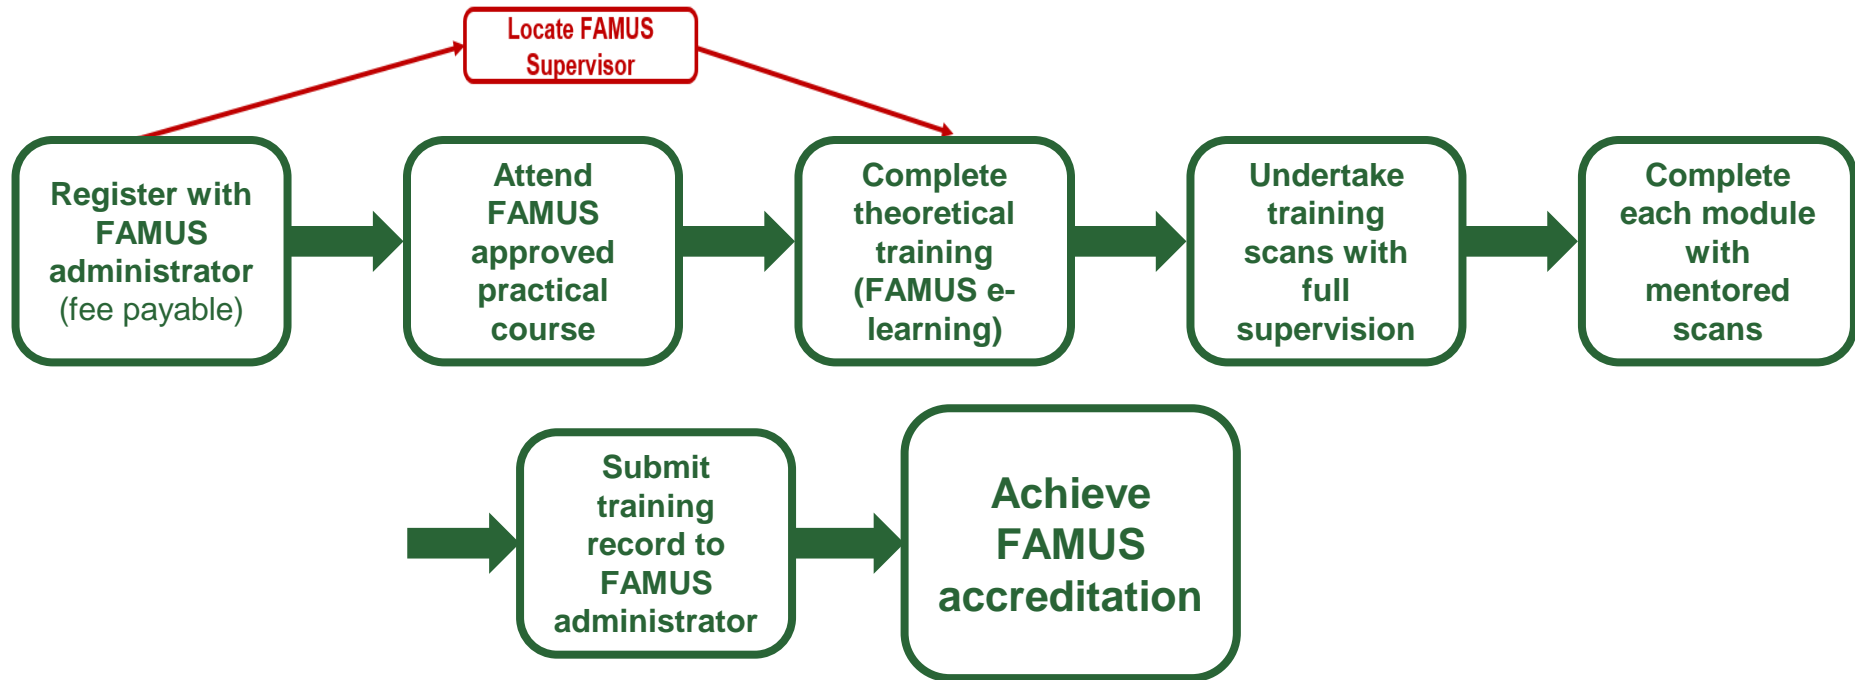 Locate FAMUS
Supervisor
Register with
FAMUS
administrator
(fee payable)
Attend
FAMUS
approved
practical
course
Complete
theoretical
training
(FAMUS e-
learning)
Undertake
training
scans with
full
supervision
Complete
each module
with
mentored
scans
Submit
training
record to
FAMUS
administrator
Achieve
FAMUS
accreditation